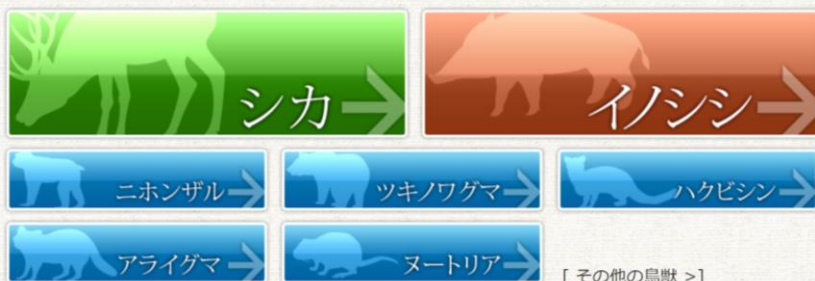 シカ
イノシシ
ニホンザル
ツキノワグマ
ハクビシン
アライグマ
ヌートリア
[ その他の鳥獣 >]